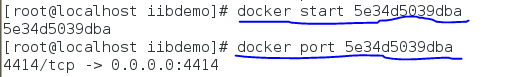 [root@localhost iibdemo]# docker start 5e34d5039dba
5e34d5039dba
[root@localhost iibdemo]# docker port 5e34d5039dba
4414/tcp -> 0.0.0.0:4414